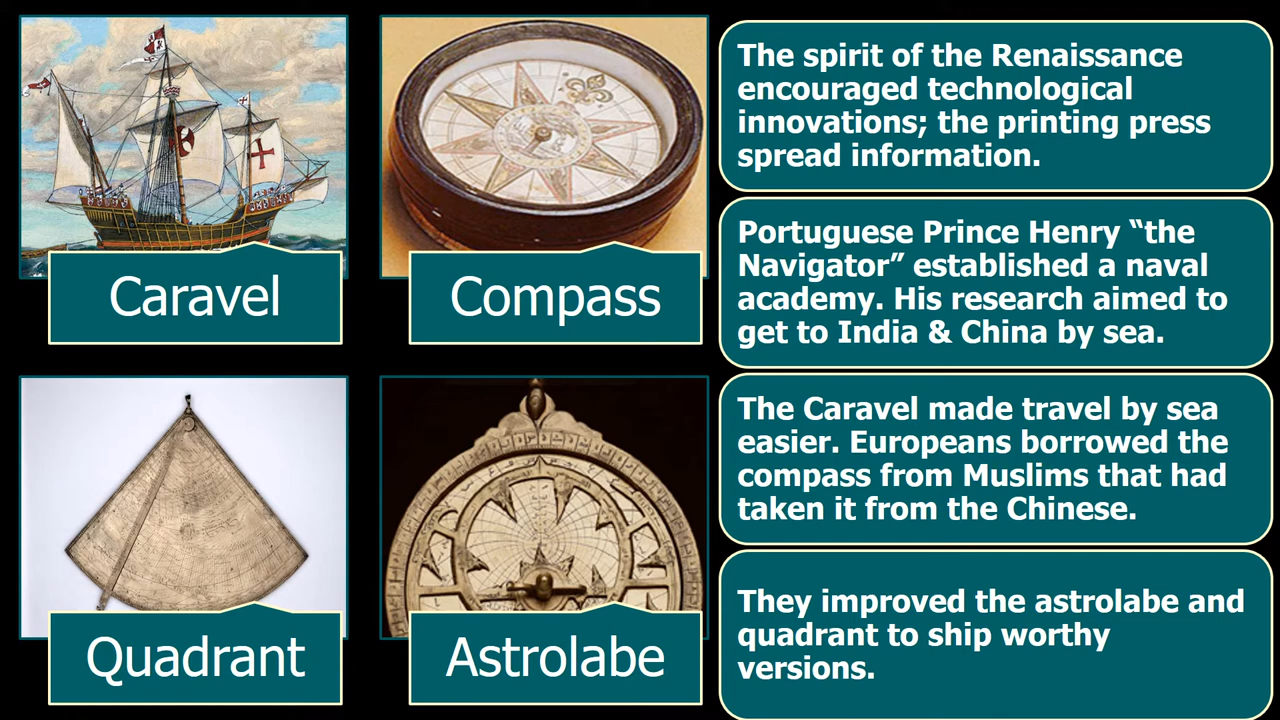 Caravel
Compass
Quadrant
Astrolabe
The spirit of the Renaissance
encouraged technological
innovations; the printing press
spread information.
Portuguese Prince Henry “the
Navigator” established a naval
academy. His research aimed to
get to India & China by sea.
The Caravel made travel by sea
easier. Europeans borrowed the
compass from Muslims that had
taken it from the Chinese.
They improved the astrolabe and
quadrant to ship worthy
versions.